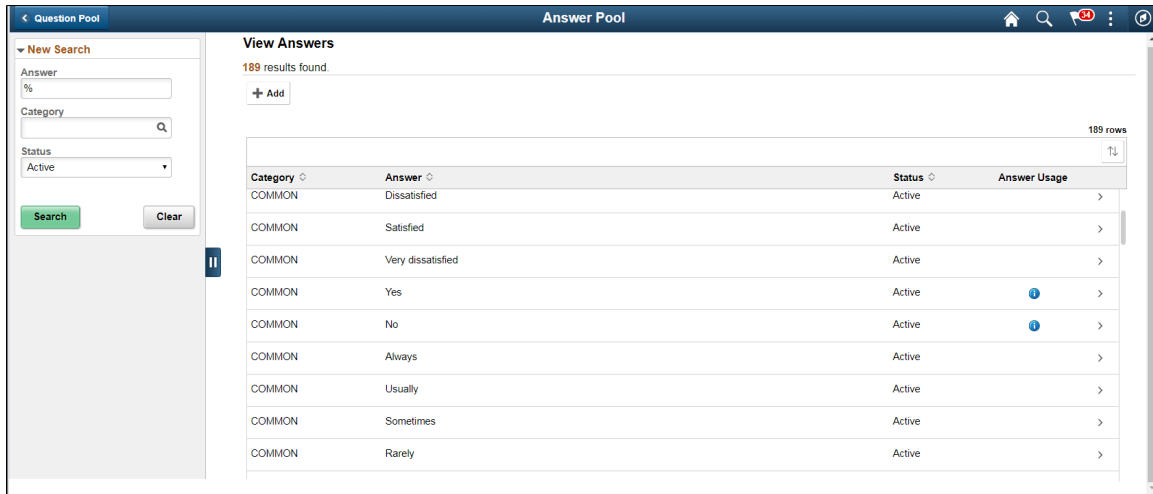 Question Pool
Answer Pool
34
New Search
Answer
%
Category
Status
Active
Search
Clear
View Answers
189 results found.
Add
189 rows
Category Answer Status Answer Usage
COMMON Dissatisfied Active
COMMON Satisfied Active
COMMON Very dissatisfied Active
COMMON Yes Active
COMMON No Active
COMMON Always Active
COMMON Usually Active
COMMON Sometimes Active
COMMON Rarely Active